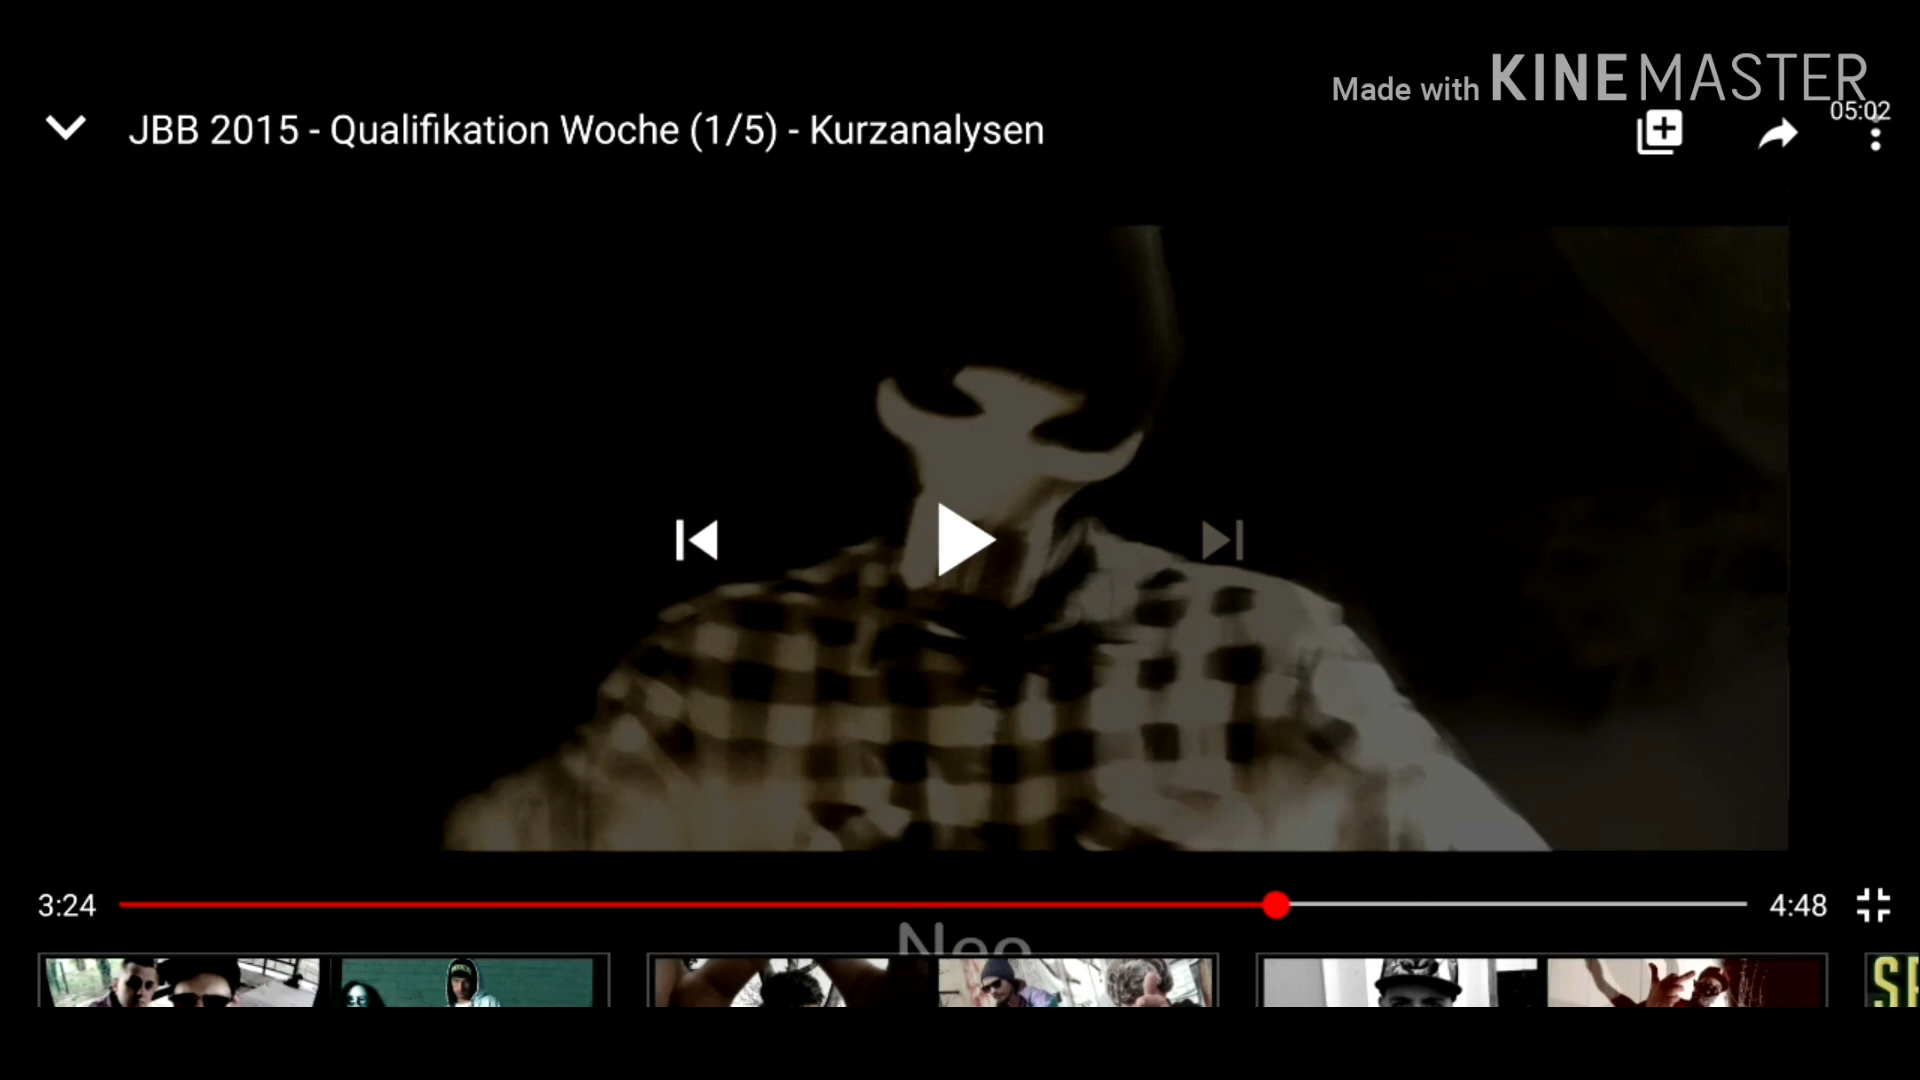 Made with KINEMASTER
05:02
JBB 2015 - Qualifikation Woche (1/5) - Kurzanalysen
3:24
4:48
Neo